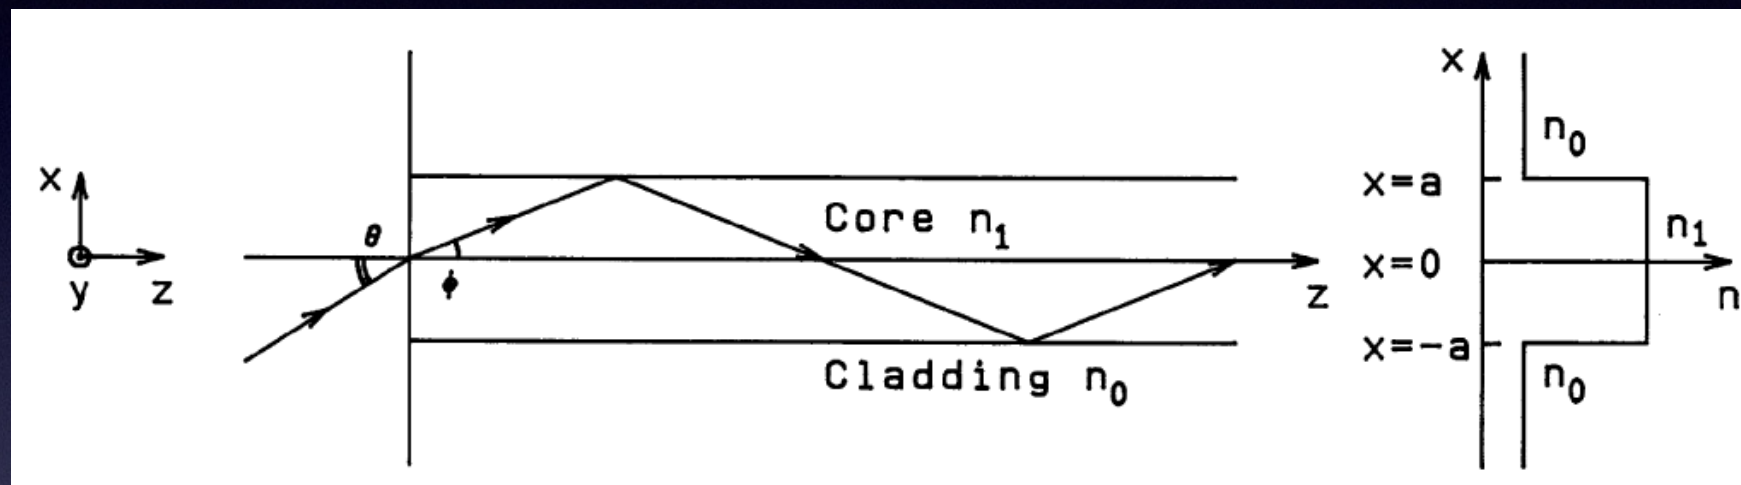 x
y
z
θ
ϕ
Core n₁
z
Cladding n₀
x
n₀
x=a
n₁
x=0
n
x=-a
n₀